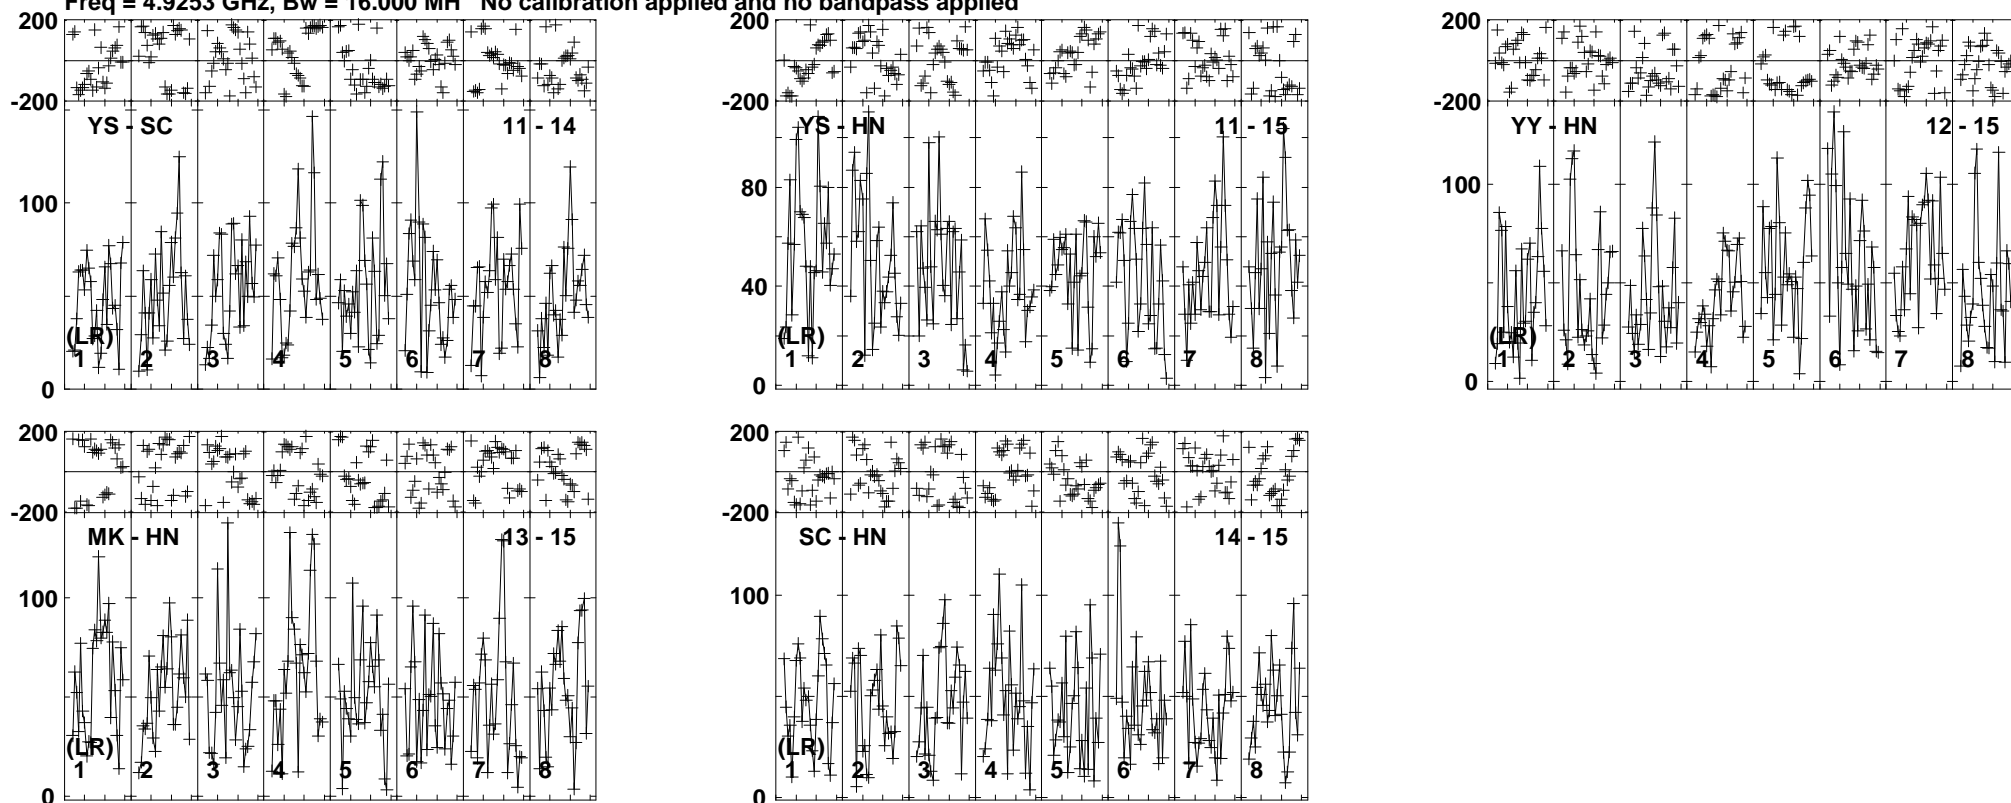 Freq = 4.9253 GHz, Bw = 16.000 MH No calibration applied and no bandpass applied
200
-200
YS - SC
11 - 14
100
0
(LR)
1 2 3 4 5 6 7 8
200
-200
YS - HN
11 - 15
80
40
0
(LR)
1 2 3 4 5 6 7 8
200
-200
YY - HN
12 - 15
100
0
(LR)
1 2 3 4 5 6 7 8
200
-200
MK - HN
13 - 15
100
0
(LR)
1 2 3 4 5 6 7 8
200
-200
SC - HN
14 - 15
100
0
(LR)
1 2 3 4 5 6 7 8